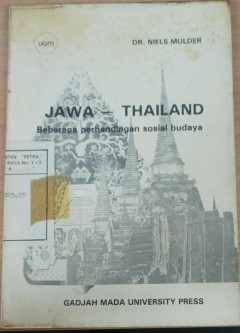 ugm
DR. NIELS MULDER
JAWA – THAILAND
Beberapa perbandingan sosial budaya
GADJAH MADA UNIVERSITY PRESS